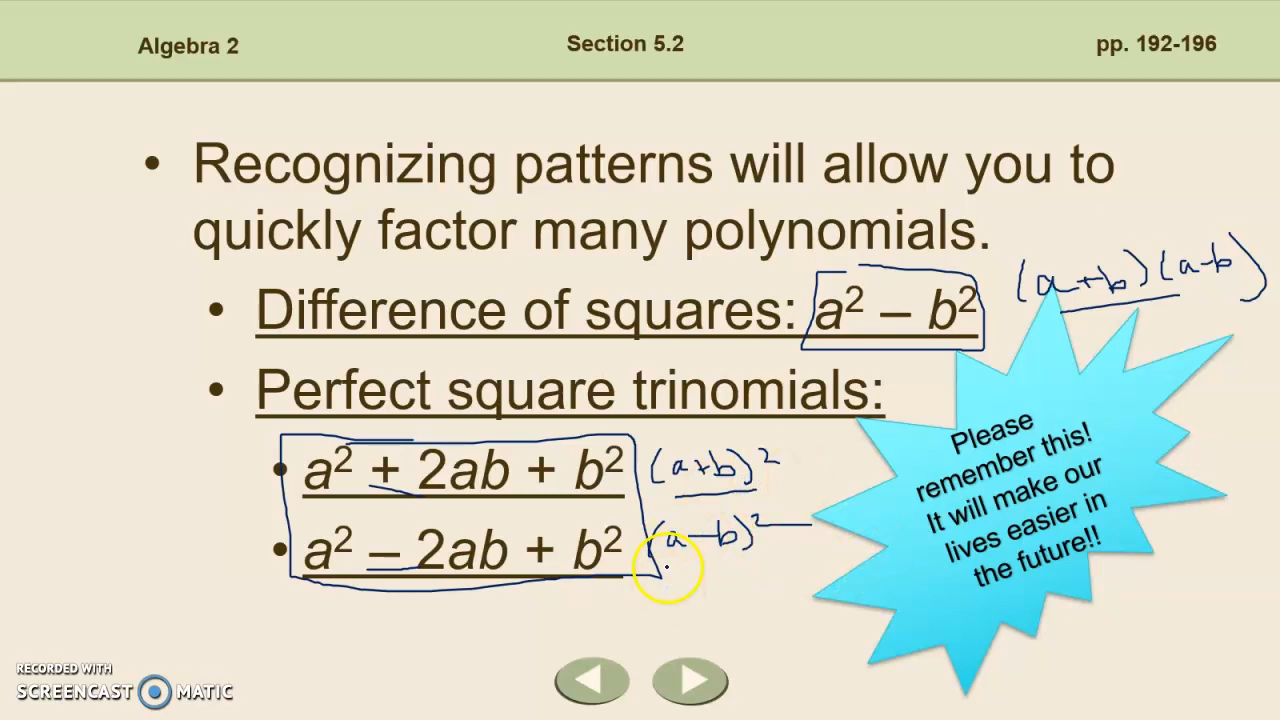 Algebra 2 Section 5.2 pp. 192-196
• Recognizing patterns will allow you to
quickly factor many polynomials.
• Difference of squares: a² – b² (a+b)(a-b)
• Perfect square trinomials:
• a² + 2ab + b² (a+b)²
• a² – 2ab + b² (a-b)²
Please
remember this!
It will make our
lives easier in
the future!!
RECORDED WITH
SCREENCAST MATIC